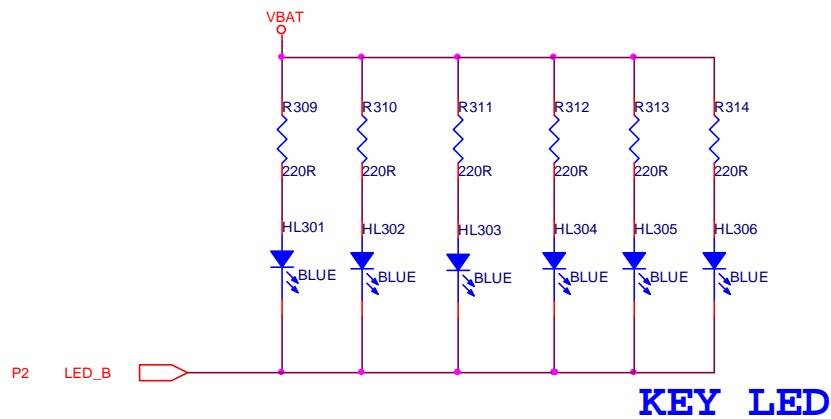 VBAT
R309 R310 R311 R312 R313 R314
220R 220R 220R 220R 220R 220R
HL301 HL302 HL303 HL304 HL305 HL306
BLUE BLUE BLUE BLUE BLUE BLUE
P2 LED_B
KEY LED